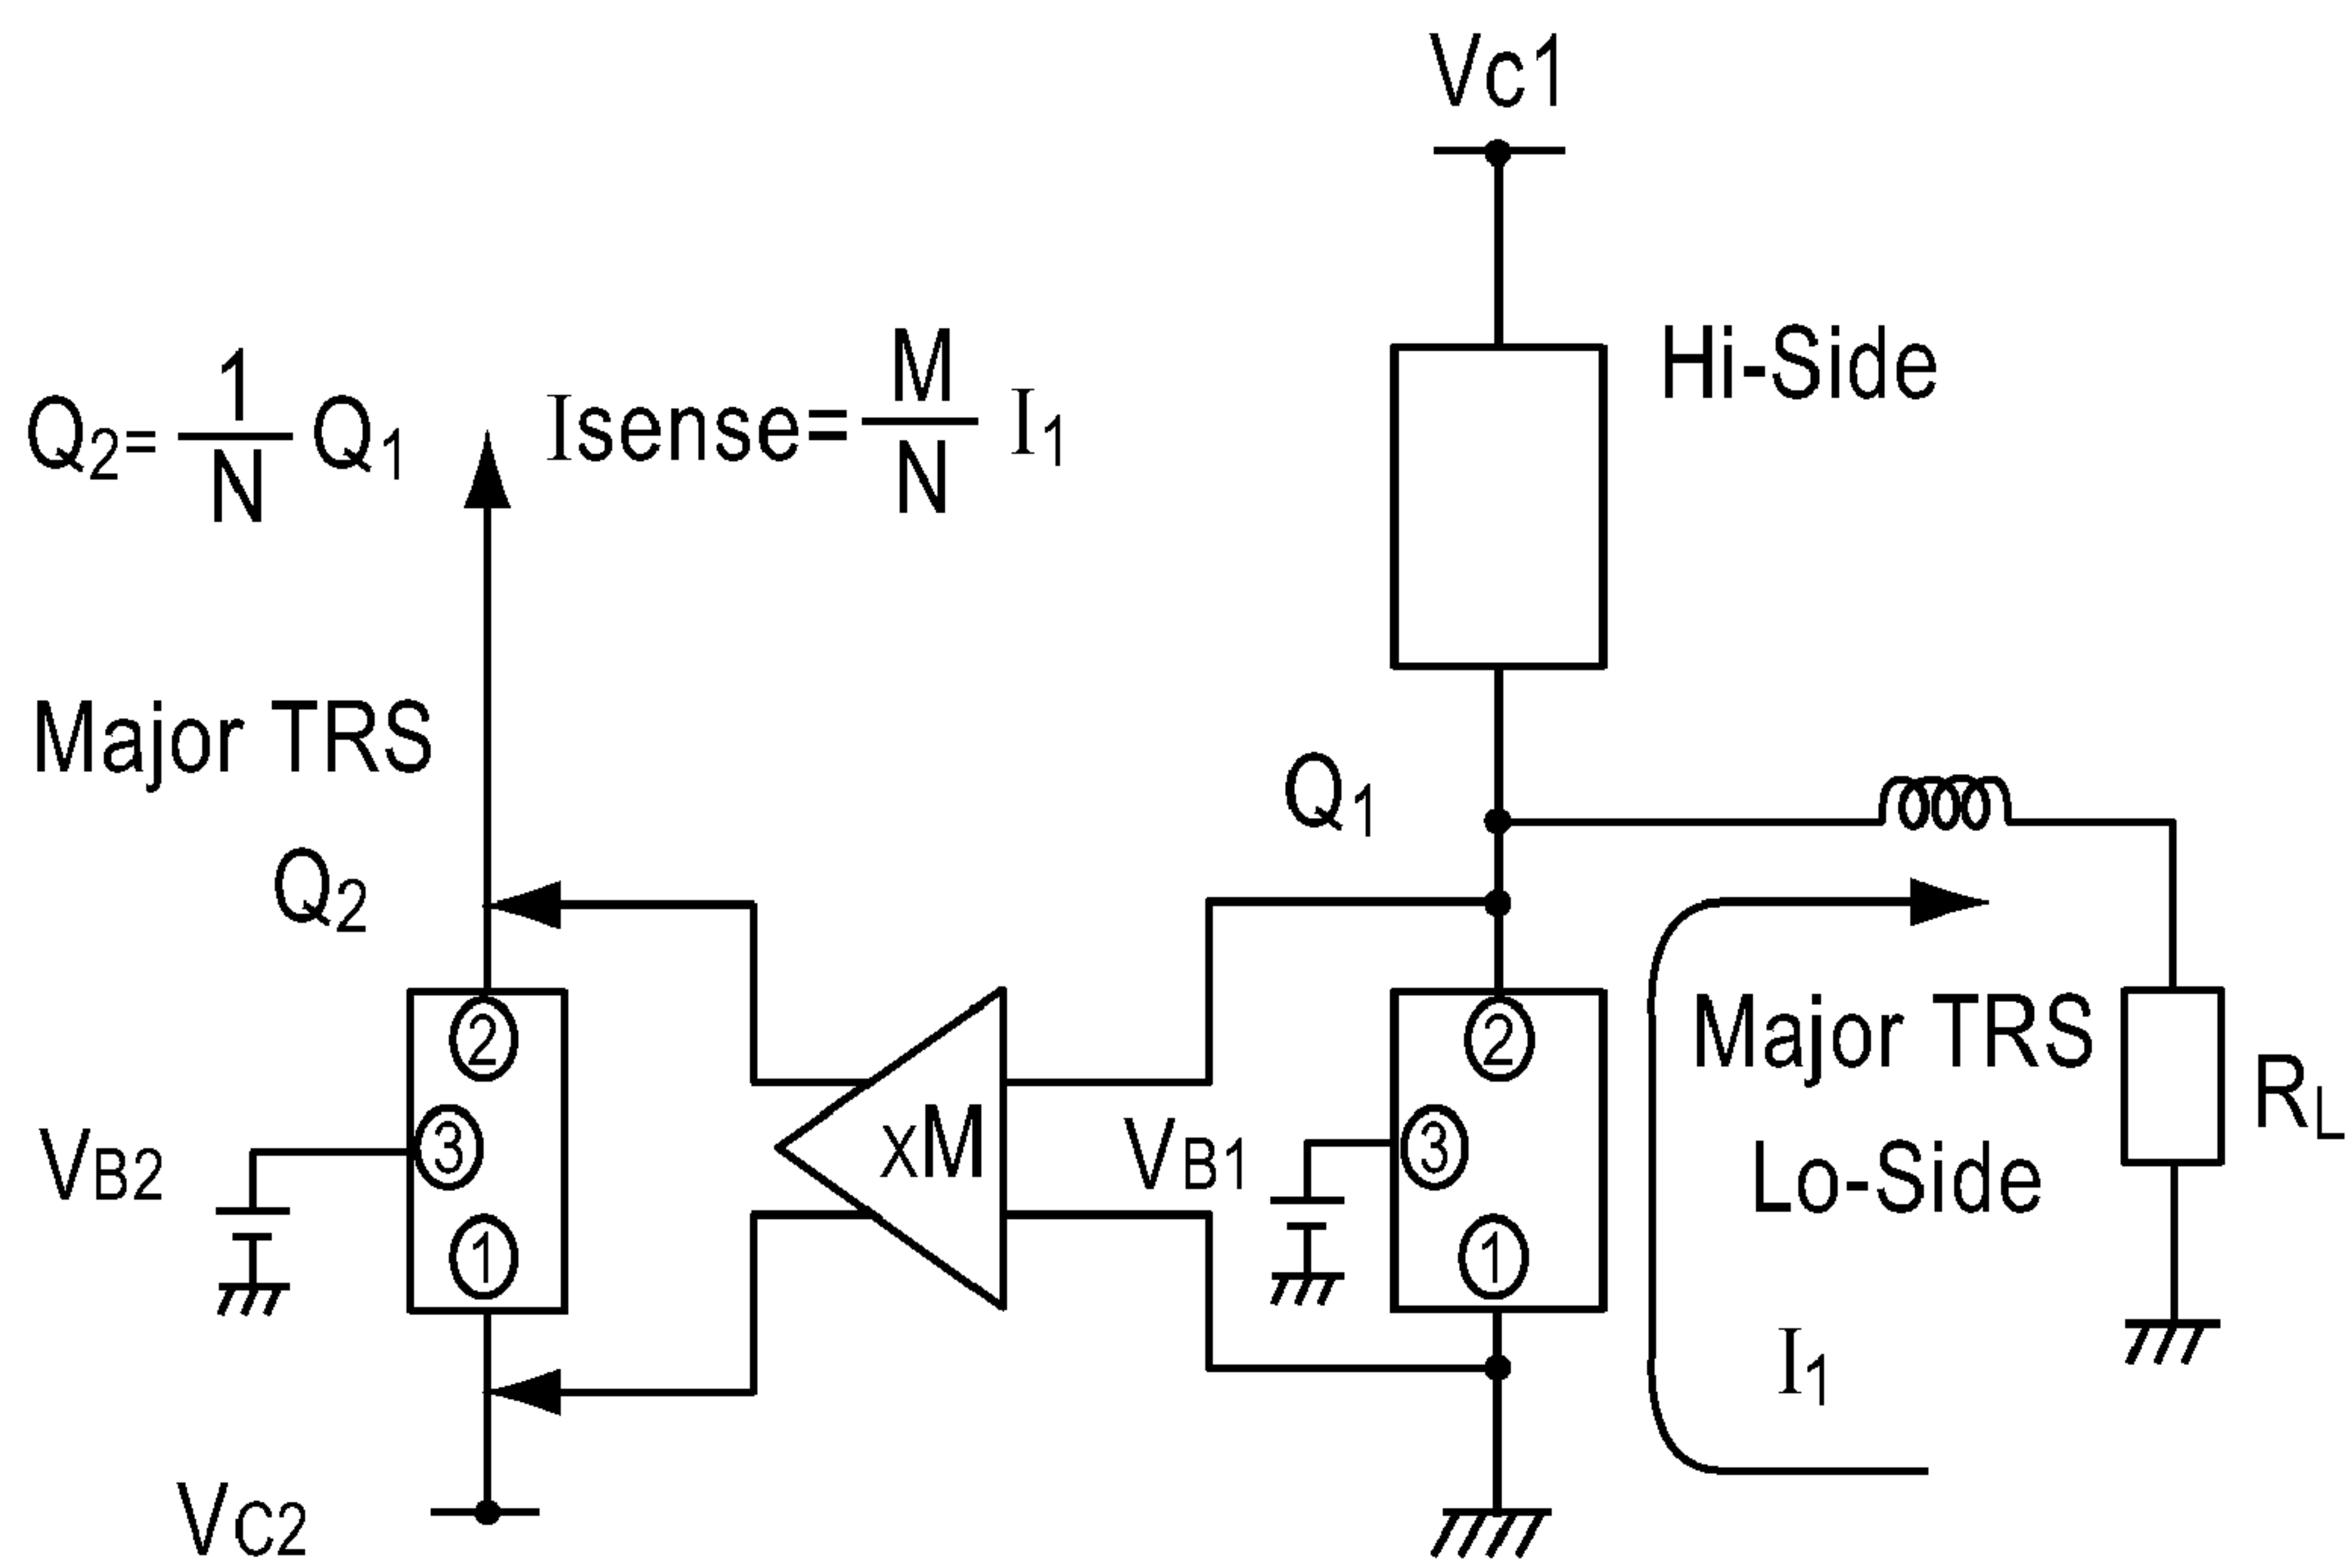 Vc1
Hi-Side
Q2= 1/N Q1
Isense= M/N I1
Major TRS
Q2
Q1
2
3
1
VB2
VC2
xM
VB1
2
3
1
Major TRS
Lo-Side
I1
RL